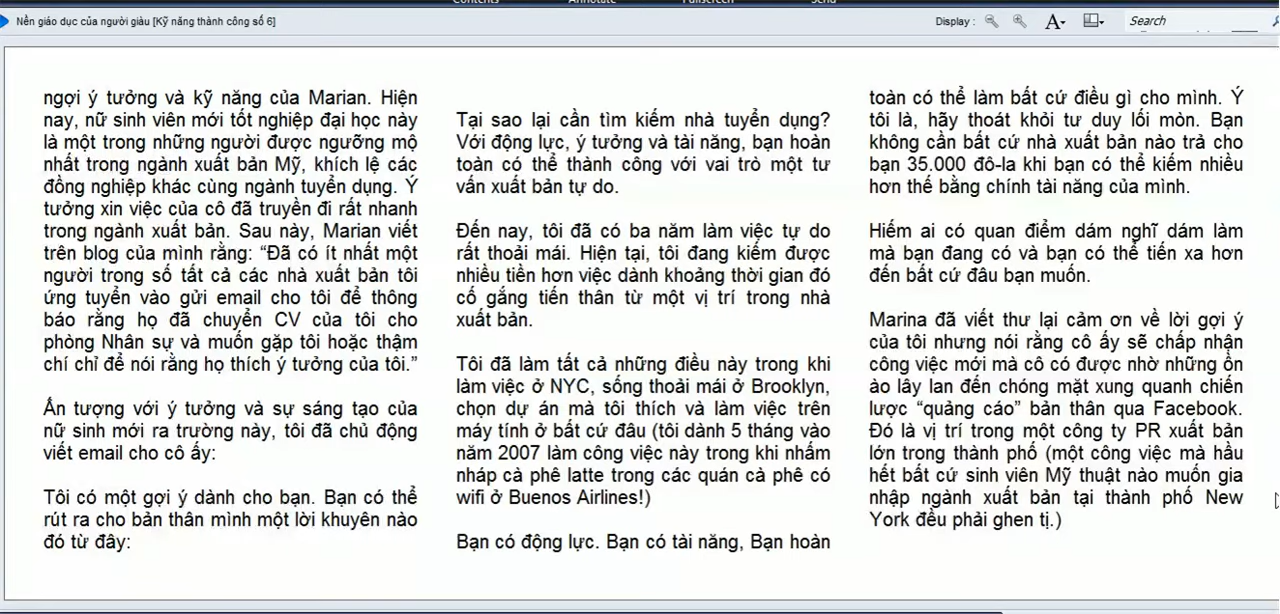 Contents Annotate Fullscreen Send
Nền giáo dục của người giàu [Kỹ năng thành công số 6]
Display :
A
Search
ngợi ý tưởng và kỹ năng của Marian. Hiện
nay, nữ sinh viên mới tốt nghiệp đại học này
là một trong những người được ngưỡng mộ
nhất trong ngành xuất bản Mỹ, khích lệ các
đồng nghiệp khác cùng ngành tuyển dụng. Ý
tưởng xin việc của cô đã truyền đi rất nhanh
trong ngành xuất bản. Sau này, Marian viết
trên blog của mình rằng: “Đã có ít nhất một
người trong số tất cả các nhà xuất bản tôi
ứng tuyển vào gửi email cho tôi để thông
báo rằng họ đã chuyển CV của tôi cho
phòng Nhân sự và muốn gặp tôi hoặc thậm
chí chỉ để nói rằng họ thích ý tưởng của tôi.”
Ấn tượng với ý tưởng và sự sáng tạo của
nữ sinh mới ra trường này, tôi đã chủ động
viết email cho cô ấy:
Tôi có một gợi ý dành cho bạn. Bạn có thể
rút ra cho bản thân mình một lời khuyên nào
đó từ đây:
Tại sao lại cần tìm kiếm nhà tuyển dụng?
Với động lực, ý tưởng và tài năng, bạn hoàn
toàn có thể thành công với vai trò một tư
vấn xuất bản tự do.
Đến nay, tôi đã có ba năm làm việc tự do
rất thoải mái. Hiện tại, tôi đang kiếm được
nhiều tiền hơn việc dành khoảng thời gian đó
cố gắng tiến thân từ một vị trí trong nhà
xuất bản.
Tôi đã làm tất cả những điều này trong khi
làm việc ở NYC, sống thoải mái ở Brooklyn,
chọn dự án mà tôi thích và làm việc trên
máy tính ở bất cứ đâu (tôi dành 5 tháng vào
năm 2007 làm công việc này trong khi nhấm
nháp cà phê latte trong các quán cà phê có
wifi ở Buenos Airlines!)
Bạn có động lực. Bạn có tài năng, Bạn hoàn
toàn có thể làm bất cứ điều gì cho mình. Ý
tôi là, hãy thoát khỏi tư duy lối mòn. Bạn
không cần bất cứ nhà xuất bản nào trả cho
bạn 35.000 đô-la khi bạn có thể kiếm nhiều
hơn thế bằng chính tài năng của mình.
Hiếm ai có quan điểm dám nghĩ dám làm
mà bạn đang có và bạn có thể tiến xa hơn
đến bất cứ đâu bạn muốn.
Marina đã viết thư lại cảm ơn về lời gợi ý
của tôi nhưng nói rằng cô ấy sẽ chấp nhận
công việc mới mà cô có được nhờ những ồn
ào lây lan đến chóng mặt xung quanh chiến
lược “quảng cáo” bản thân qua Facebook.
Đó là vị trí trong một công ty PR xuất bản
lớn trong thành phố (một công việc mà hầu
hết bất cứ sinh viên Mỹ thuật nào muốn gia
nhập ngành xuất bản tại thành phố New
York đều phải ghen tị.)